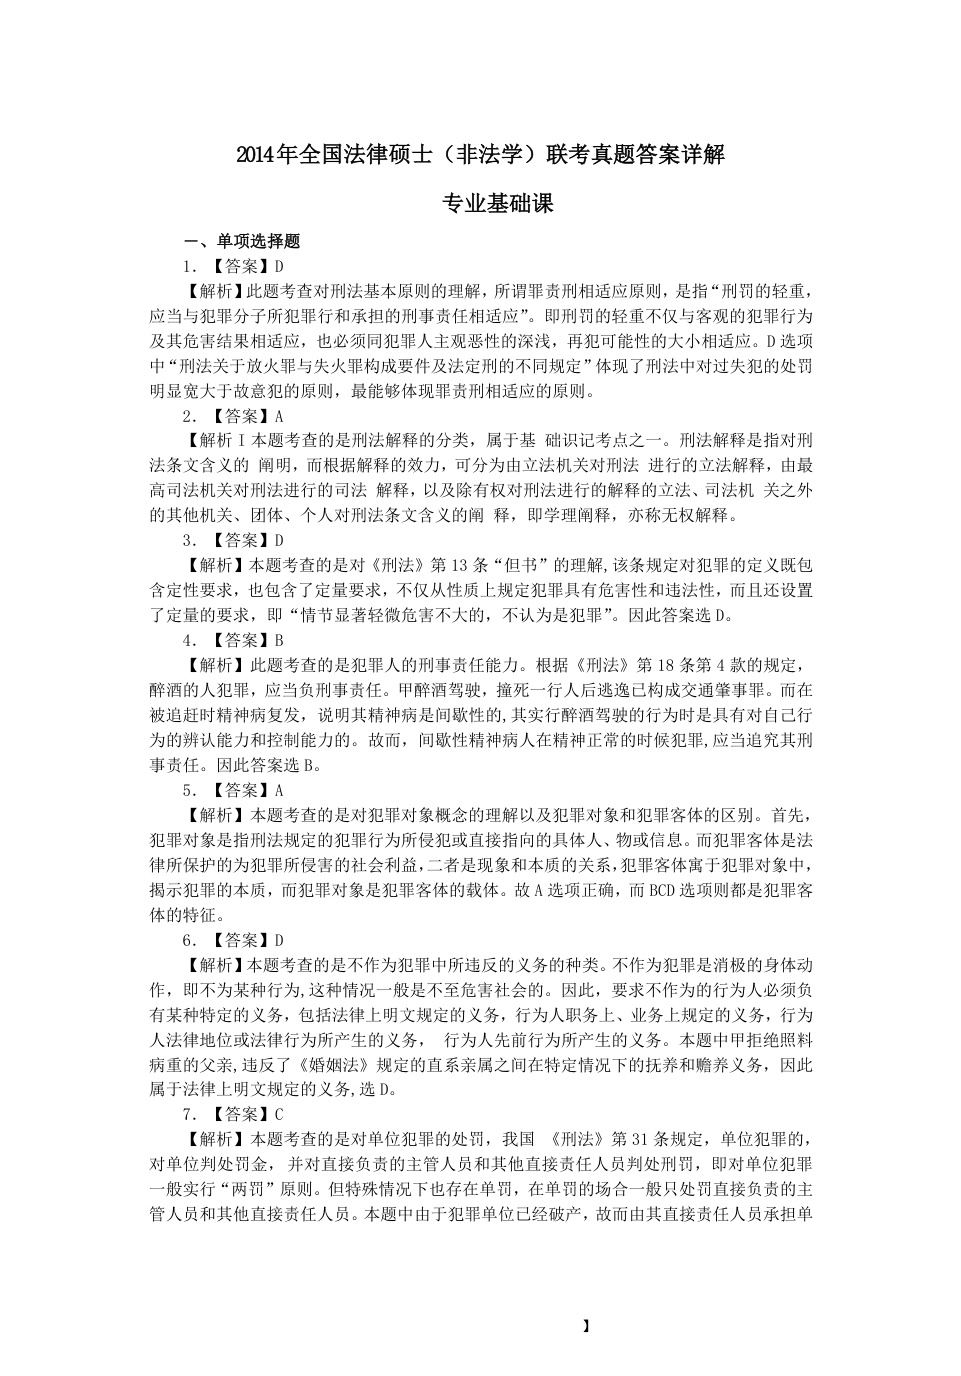 2014年全国法律硕士（非法学）联考真题答案详解
专业基础课
一、单项选择题
1．【答案】D
【解析】此题考查对刑法基本原则的理解，所谓罪责刑相适应原则，是指“刑罚的轻重，
应当与犯罪分子所犯罪行和承担的刑事责任相适应”。即刑罚的轻重不仅与客观的犯罪行为
及其危害结果相适应，也必须同犯罪人主观恶性的深浅，再犯可能性的大小相适应。D 选项
中“刑法关于放火罪与失火罪构成要件及法定刑的不同规定”体现了刑法中对过失犯的处罚
明显宽大于故意犯的原则，最能够体现罪责刑相适应的原则。
2．【答案】A
【解析 I 本题考查的是刑法解释的分类，属于基 础识记考点之一。刑法解释是指对刑
法条文含义的 阐明，而根据解释的效力，可分为由立法机关对刑法 进行的立法解释，由最
高司法机关对刑法进行的司法 解释，以及除有权对刑法进行的解释的立法、司法机 关之外
的其他机关、团体、个人对刑法条文含义的阐 释，即学理阐释，亦称无权解释。
3．【答案】D
【解析】本题考查的是对《刑法》第 13 条“但书”的理解,该条规定对犯罪的定义既包
含定性要求，也包含了定量要求，不仅从性质上规定犯罪具有危害性和违法性，而且还设置
了定量的要求，即“情节显著轻微危害不大的，不认为是犯罪”。因此答案选 D。
4．【答案】B
【解析】此题考查的是犯罪人的刑事责任能力。根据《刑法》第 18 条第 4 款的规定，
醉酒的人犯罪，应当负刑事责任。甲醉酒驾驶，撞死一行人后逃逸已构成交通肇事罪。而在
被追赶时精神病复发，说明其精神病是间歇性的,其实行醉酒驾驶的行为时是具有对自己行
为的辨认能力和控制能力的。故而，间歇性精神病人在精神正常的时候犯罪,应当追究其刑
事责任。因此答案选 B。
5．【答案】A
【解析】本题考查的是对犯罪对象概念的理解以及犯罪对象和犯罪客体的区别。首先，
犯罪对象是指刑法规定的犯罪行为所侵犯或直接指向的具体人、物或信息。而犯罪客体是法
律所保护的为犯罪所侵害的社会利益,二者是现象和本质的关系,犯罪客体寓于犯罪对象中，
揭示犯罪的本质，而犯罪对象是犯罪客体的载体。故 A 选项正确，而 BCD 选项则都是犯罪客
体的特征。
6．【答案】D
【解析】本题考查的是不作为犯罪中所违反的义务的种类。不作为犯罪是消极的身体动
作，即不为某种行为,这种情况一般是不至危害社会的。因此，要求不作为的行为人必须负
有某种特定的义务，包括法律上明文规定的义务，行为人职务上、业务上规定的义务，行为
人法律地位或法律行为所产生的义务， 行为人先前行为所产生的义务。本题中甲拒绝照料
病重的父亲,违反了《婚姻法》规定的直系亲属之间在特定情况下的抚养和赡养义务，因此
属于法律上明文规定的义务,选 D。
7．【答案】C
【解析】本题考查的是对单位犯罪的处罚，我国 《刑法》第 31 条规定，单位犯罪的，
对单位判处罚金， 并对直接负责的主管人员和其他直接责任人员判处刑罚，即对单位犯罪
一般实行“两罚”原则。但特殊情况下也存在单罚，在单罚的场合一般只处罚直接负责的主
管人员和其他直接责任人员。本题中由于犯罪单位已经破产，故而由其直接责任人员承担单
】